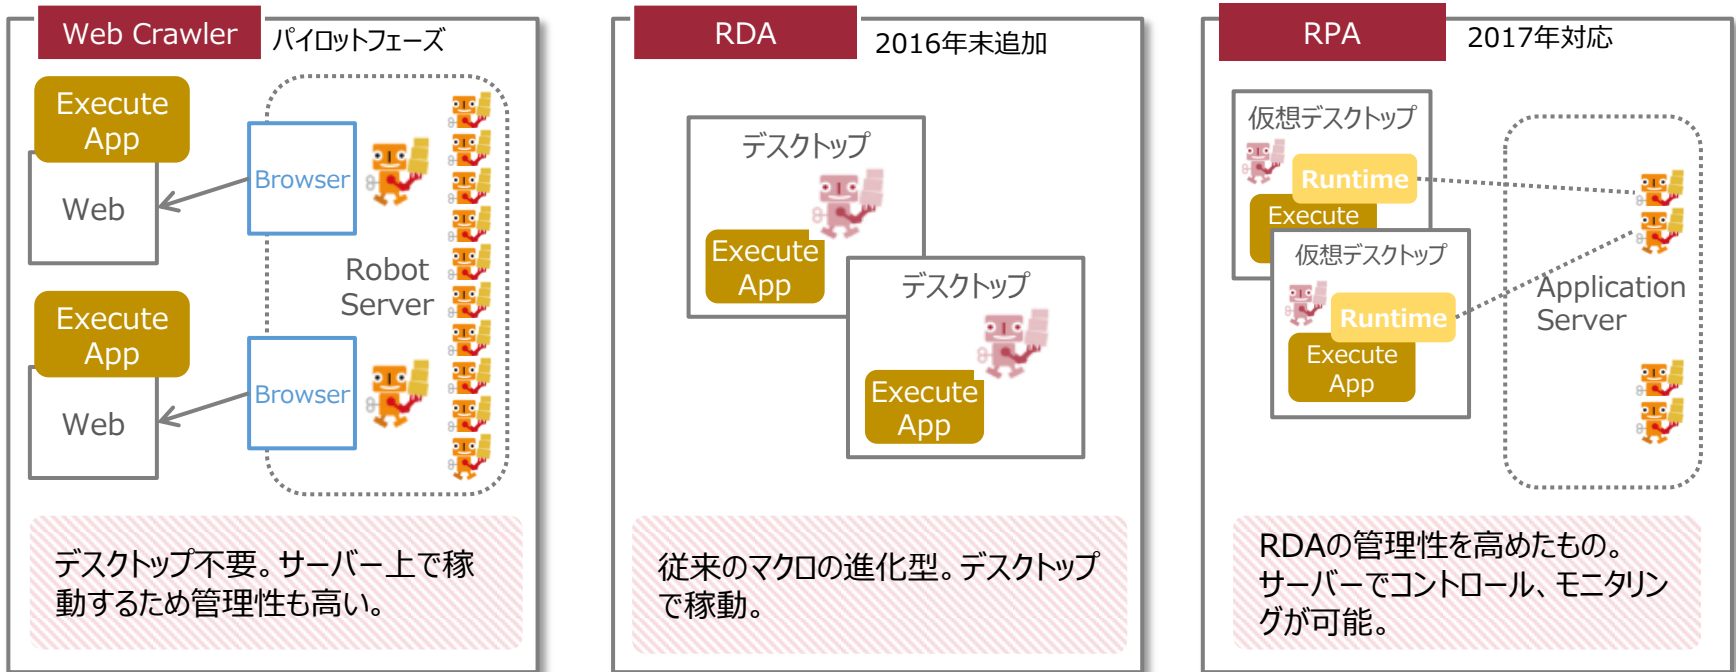 Web Crawler
パイロットフェーズ
Execute
App
Web
Browser
Robot
Server
Execute
App
Web
Browser
デスクトップ不要。サーバー上で稼
動するため管理性も高い。
RDA
2016年末追加
デスクトップ
Execute
App
デスクトップ
Execute
App
従来のマクロの進化型。デスクトップ
で稼動。
RPA
2017年対応
仮想デスクトップ
Runtime
Execute
仮想デスクトップ
Runtime
Execute
App
Application
Server
RDAの管理性を高めたもの。
サーバーでコントロール、モニタリン
グが可能。